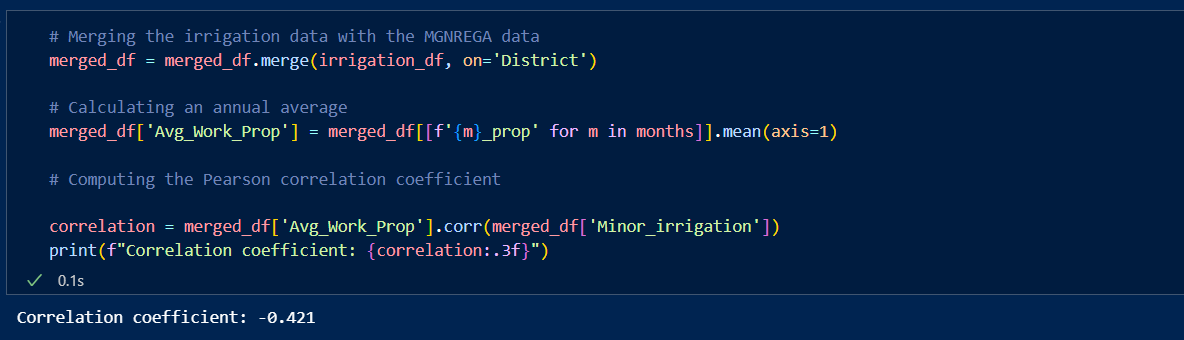 # Merging the irrigation data with the MGNREGA data
merged_df = merged_df.merge(irrigation_df, on='District')
# Calculating an annual average
merged_df['Avg_Work_Prop'] = merged_df[[f'{m}_prop' for m in months]].mean(axis=1)
# Computing the Pearson correlation coefficient
correlation = merged_df['Avg_Work_Prop'].corr(merged_df['Minor_irrigation'])
print(f"Correlation coefficient: {correlation:.3f}")
✓ 0.1s
Correlation coefficient: -0.421